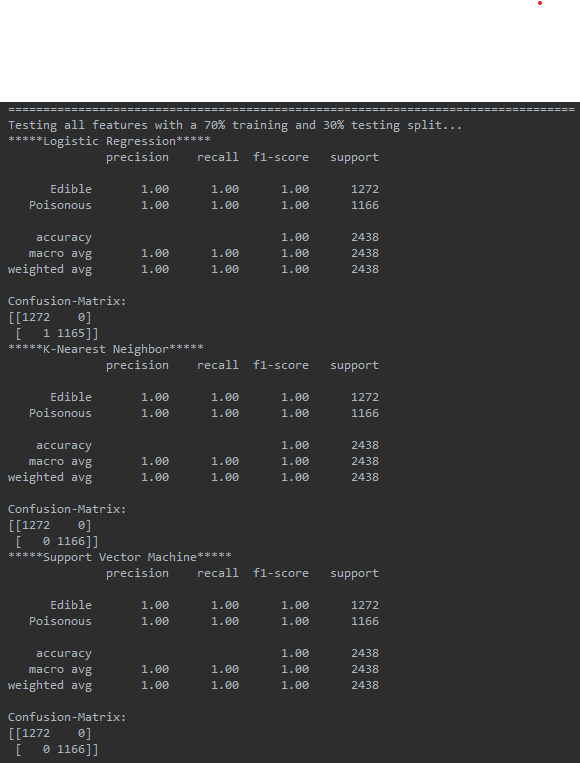 =================================================================================
Testing all features with a 70% training and 30% testing split...
*****Logistic Regression*****
              precision    recall  f1-score   support

      Edible       1.00      1.00      1.00      1272
   Poisonous       1.00      1.00      1.00      1166

    accuracy                           1.00      2438
   macro avg       1.00      1.00      1.00      2438
weighted avg       1.00      1.00      1.00      2438

Confusion-Matrix:
[[1272    0]
 [   1 1165]]
*****K-Nearest Neighbor*****
              precision    recall  f1-score   support

      Edible       1.00      1.00      1.00      1272
   Poisonous       1.00      1.00      1.00      1166

    accuracy                           1.00      2438
   macro avg       1.00      1.00      1.00      2438
weighted avg       1.00      1.00      1.00      2438

Confusion-Matrix:
[[1272    0]
 [   0 1166]]
*****Support Vector Machine*****
              precision    recall  f1-score   support

      Edible       1.00      1.00      1.00      1272
   Poisonous       1.00      1.00      1.00      1166

    accuracy                           1.00      2438
   macro avg       1.00      1.00      1.00      2438
weighted avg       1.00      1.00      1.00      2438

Confusion-Matrix:
[[1272    0]
 [   0 1166]]